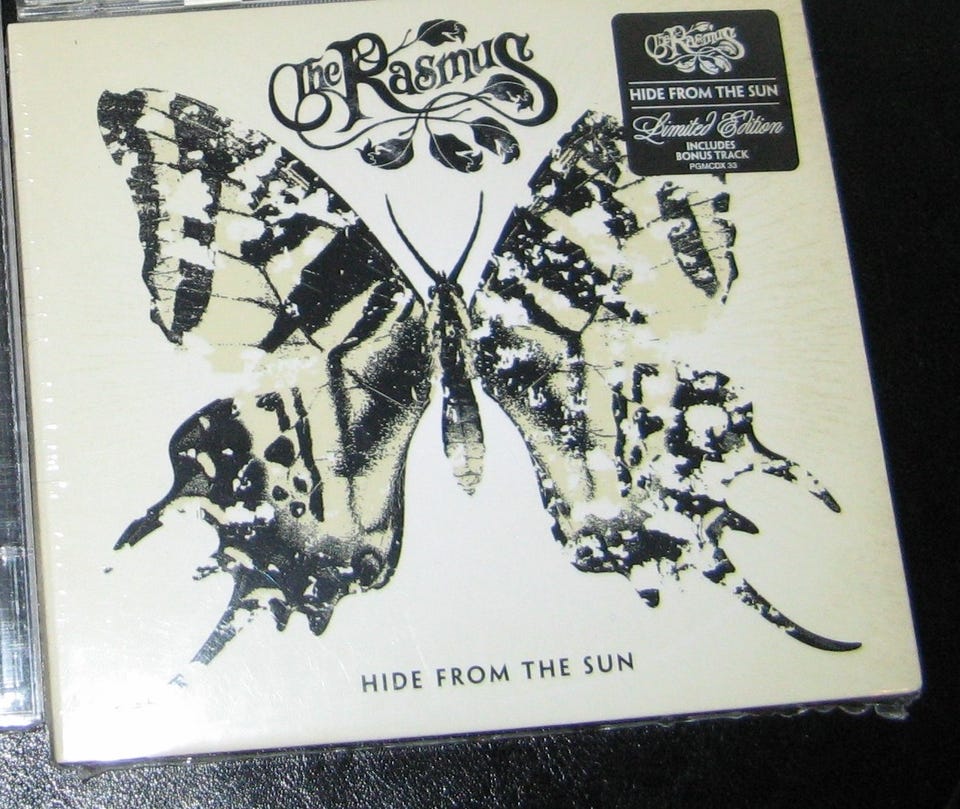 The Rasmus
The Rasmus
HIDE FROM THE SUN
Limited Edition
INCLUDES
BONUS TRACK
PGMCDX 33
HIDE FROM THE SUN